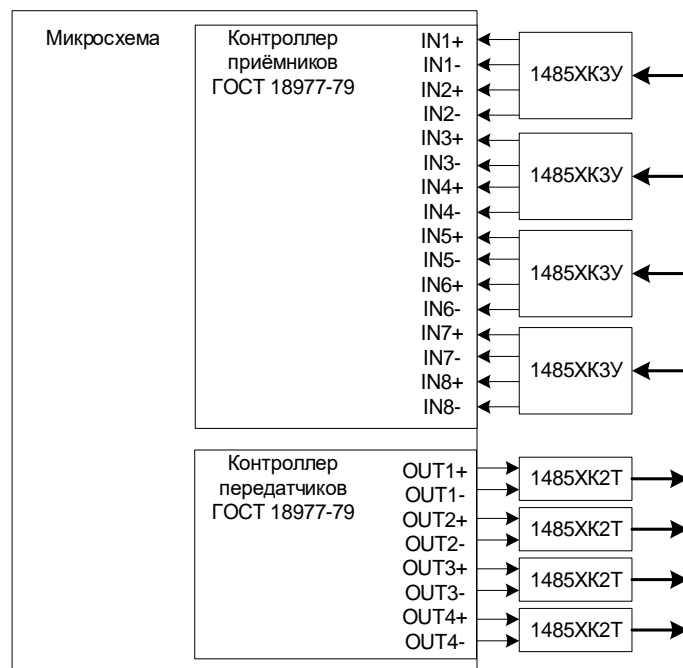 Микросхема
Контроллер
приёмников
ГОСТ 18977-79
IN1+
IN1-
IN2+
IN2-
IN3+
IN3-
IN4+
IN4-
IN5+
IN5-
IN6+
IN6-
IN7+
IN7-
IN8+
IN8-
1485ХК3У
1485ХК3У
1485ХК3У
1485ХК3У
Контроллер
передатчиков
ГОСТ 18977-79
OUT1+
OUT1-
OUT2+
OUT2-
OUT3+
OUT3-
OUT4+
OUT4-
1485ХК2Т
1485ХК2Т
1485ХК2Т
1485ХК2Т